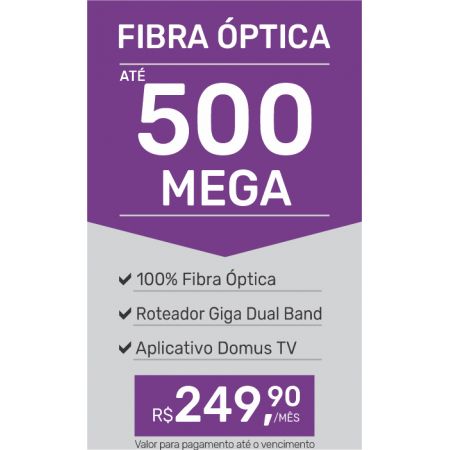 FIBRA ÓPTICA
ATÉ
500
MEGA
100% Fibra Óptica
Roteador Giga Dual Band
Aplicativo Domus TV
R$249,90/MÊS
Valor para pagamento até o vencimento